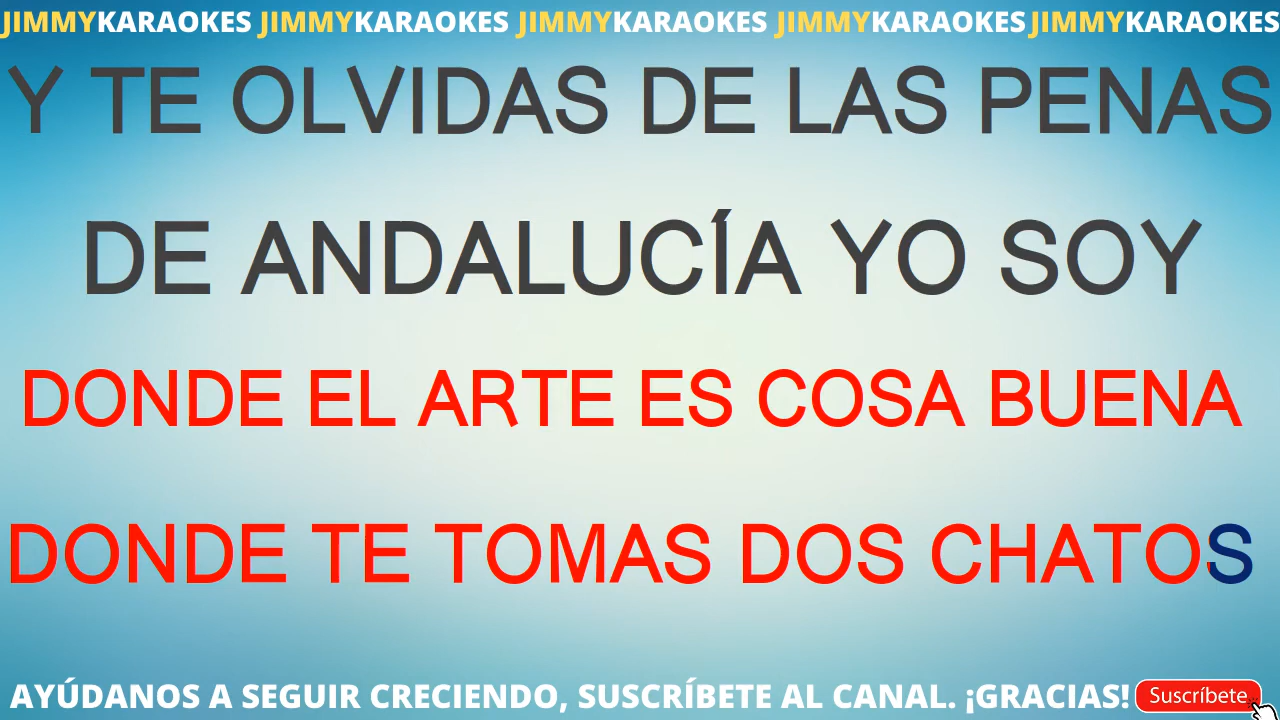 JIMMYKARAOKES JIMMYKARAOKES JIMMYKARAOKES JIMMYKARAOKES JIMMYKARAOKES
Y TE OLVIDAS DE LAS PENAS
DE ANDALUCÍA YO SOY
DONDE EL ARTE ES COSA BUENA
DONDE TE TOMAS DOS CHATOS
AYÚDANOS A SEGUIR CRECIENDO, SUSCRÍBETE AL CANAL. ¡GRACIAS! Suscríbete